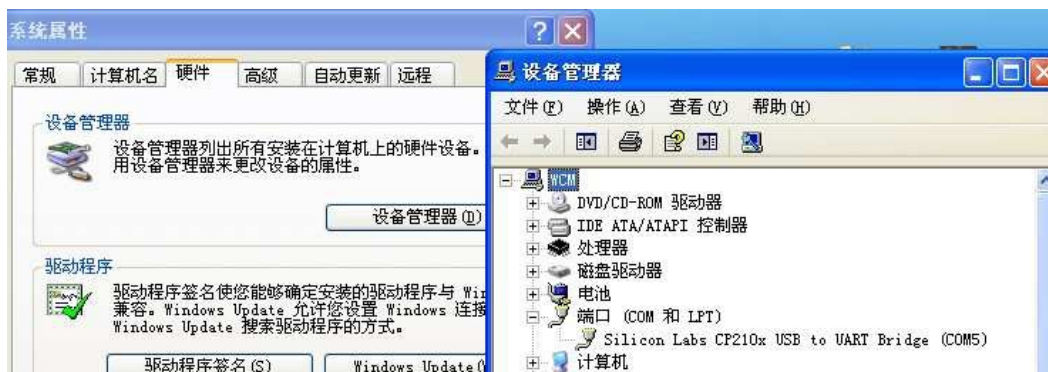 系统属性
常规
计算机名
硬件
高级
自动更新
远程
设备管理器
设备管理器列出所有安装在计算机上的硬件设备。
用设备管理器来更改设备的属性。
设备管理器(D)
驱动程序
驱动程序签名使您能够确定安装的驱动程序与 Win
兼容。Windows Update 允许您设置 Windows 连接
Windows Update 搜索驱动程序的方式。
驱动程序签名(S)
Windows Update(
设备管理器
文件(F) 操作(A) 查看(V) 帮助(H)
WCM
DVD/CD-ROM 驱动器
IDE ATA/ATAPI 控制器
处理器
磁盘驱动器
电池
端口 (COM 和 LPT)
Silicon Labs CP210x USB to UART Bridge (COM5)
计算机